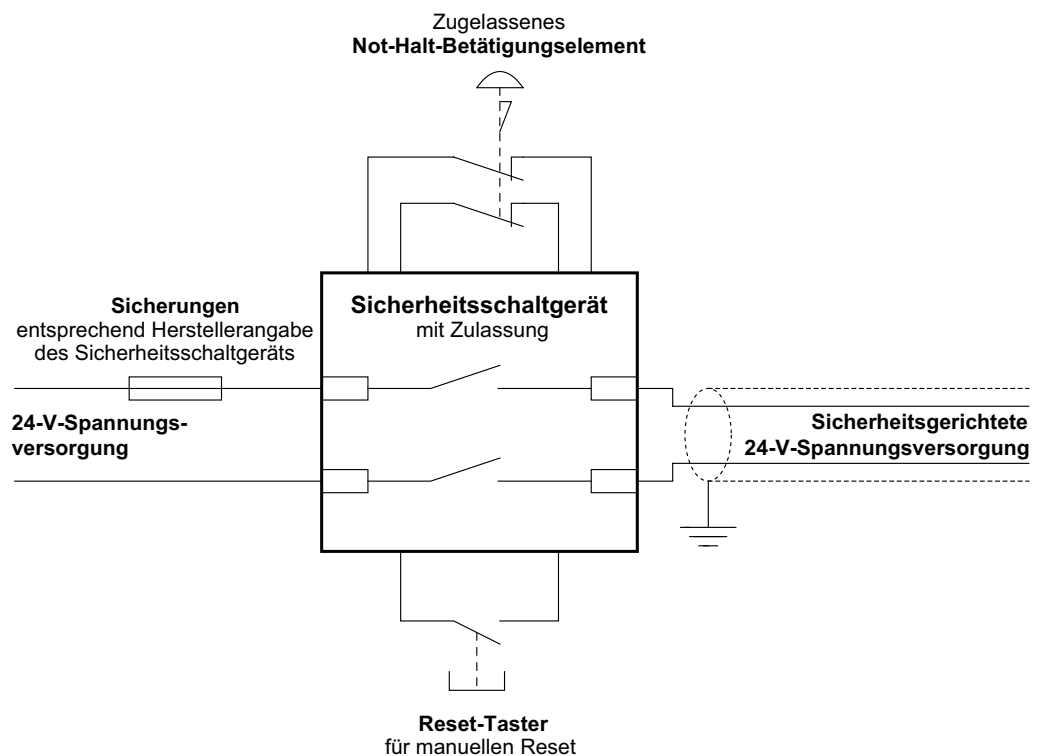 Zugelassenes
Not-Halt-Betätigungselement
Sicherungen
entsprechend Herstellerangabe
des Sicherheitsschaltgeräts
Sicherheitsschaltgerät
mit Zulassung
24-V-Spannungs-
versorgung
Sicherheitsgerichtete
24-V-Spannungsversorgung
Reset-Taster
für manuellen Reset